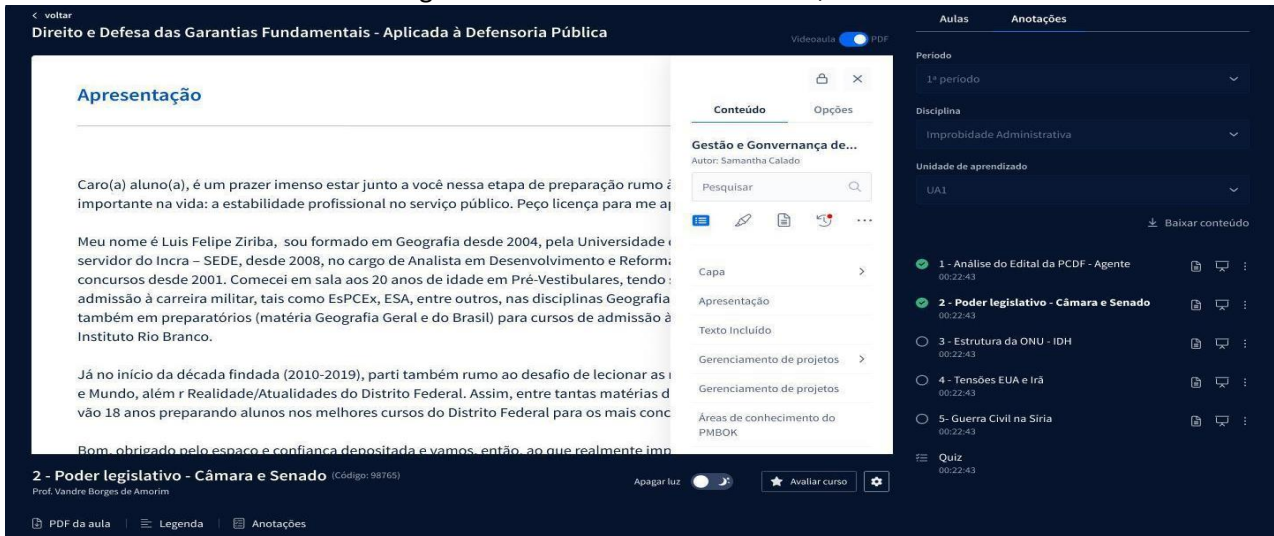 voltar
Direito e Defesa das Garantias Fundamentais - Aplicada à Defensoria Pública
Videoaula PDF
Apresentação
Caro(a) aluno(a), é um prazer imenso estar junto a você nessa etapa de preparação rumo à
importante na vida: a estabilidade profissional no serviço público. Peço licença para me
Meu nome é Luis Felipe Ziriba, sou formado em Geografia desde 2004, pela Universidade
servidor do Incra – SEDE, desde 2008, no cargo de Analista em Desenvolvimento e
concursos desde 2001. Comecei em sala aos 20 anos de idade em Pré-Vestibulares, tendo
admissão à carreira militar, tais como EsPCEx, ESA, entre outros, nas disciplinas Geografia
também em preparatórios (matéria Geografia Geral e do Brasil) para cursos de admissão à
Instituto Rio Branco.
Já no início da década findada (2010-2019), parti também rumo ao desafio de lecionar as
e Mundo, além r Realidade/Atualidades do Distrito Federal. Assim, entre tantas matérias
vão 18 anos preparando alunos nos melhores cursos do Distrito Federal para os mais
Bom, obrigado pelo espaço e confiança depositada e vamos, então, ao que realmente
Conteúdo Opções
Gestão e Gonvernança de...
Autor: Samantha Calado
Pesquisar
Capa
Apresentação
Texto Incluído
Gerenciamento de projetos
Gerenciamento de projetos
Áreas de conhecimento do
PMBOK
2 - Poder legislativo - Câmara e Senado (Código: 98765)
Prof. Vandre Borges de Amorim
Apagar luz
Avaliar curso
PDF da aula
Legenda
Anotações
Aulas Anotações
Período
1ª período
Disciplina
Improbidade Administrativa
Unidade de aprendizado
UA1
Baixar conteúdo
1 - Análise do Edital da PCDF - Agente
00:22:43
2 - Poder legislativo - Câmara e Senado
00:22:43
3 - Estrutura da ONU - IDH
00:22:43
4 - Tensões EUA e Irã
00:22:43
5- Guerra Civil na Síria
00:22:43
Quiz
00:22:43